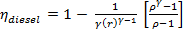 η_diesel = 1 − 1/(γ(r)^(γ−1)) [(ρ^γ−1)/(ρ−1)]